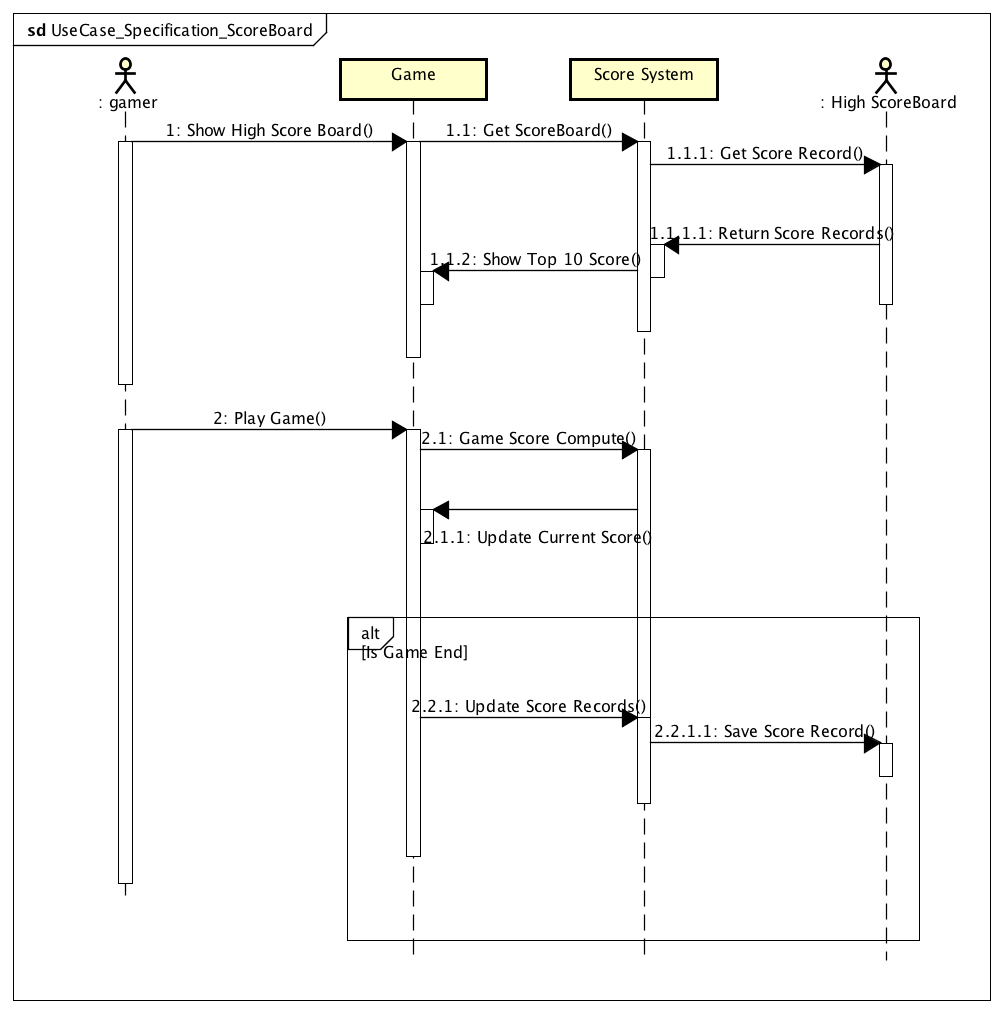 sd UseCase_Specification_ScoreBoard
: gamer
Game
Score System
: High ScoreBoard
1: Show High Score Board()
1.1: Get ScoreBoard()
1.1.1: Get Score Record()
1.1.1.1: Return Score Records()
1.1.2: Show Top 10 Score()
2: Play Game()
2.1: Game Score Compute()
2.1.1: Update Current Score()
alt
[Is Game End]
2.2.1: Update Score Records()
2.2.1.1: Save Score Record()